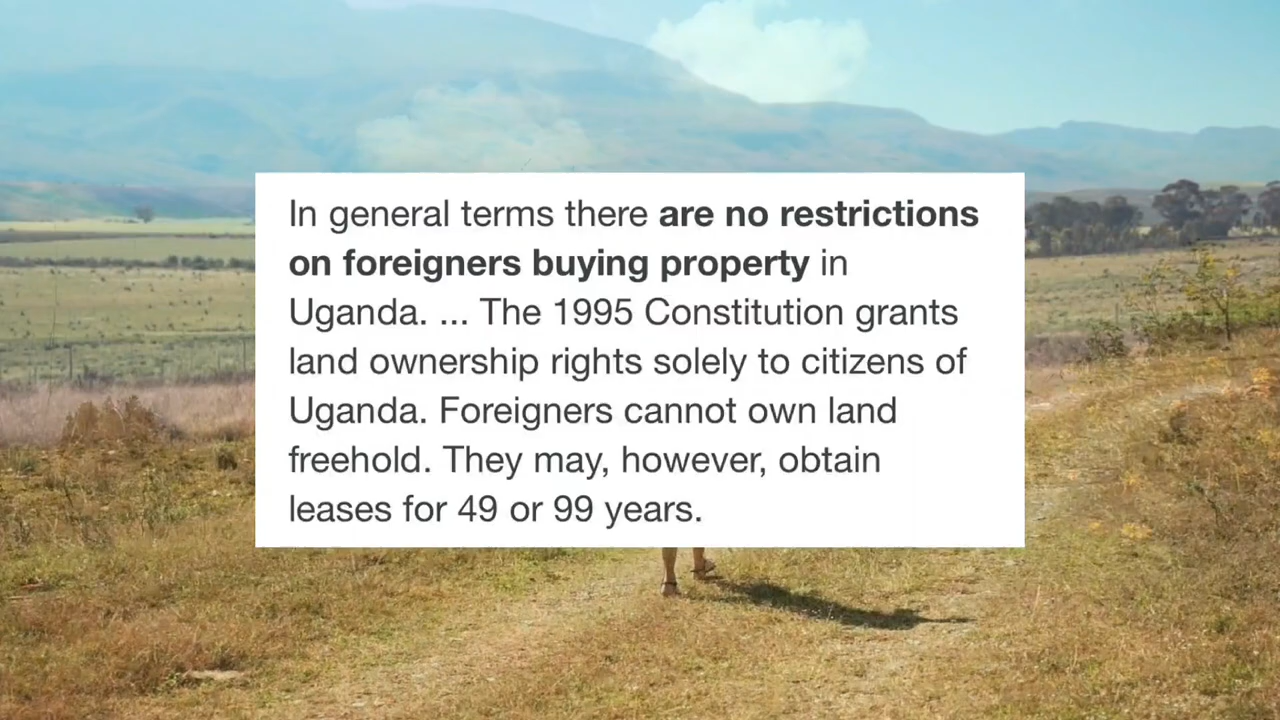 In general terms there are no restrictions
on foreigners buying property in
Uganda. ... The 1995 Constitution grants
land ownership rights solely to citizens of
Uganda. Foreigners cannot own land
freehold. They may, however, obtain
leases for 49 or 99 years.